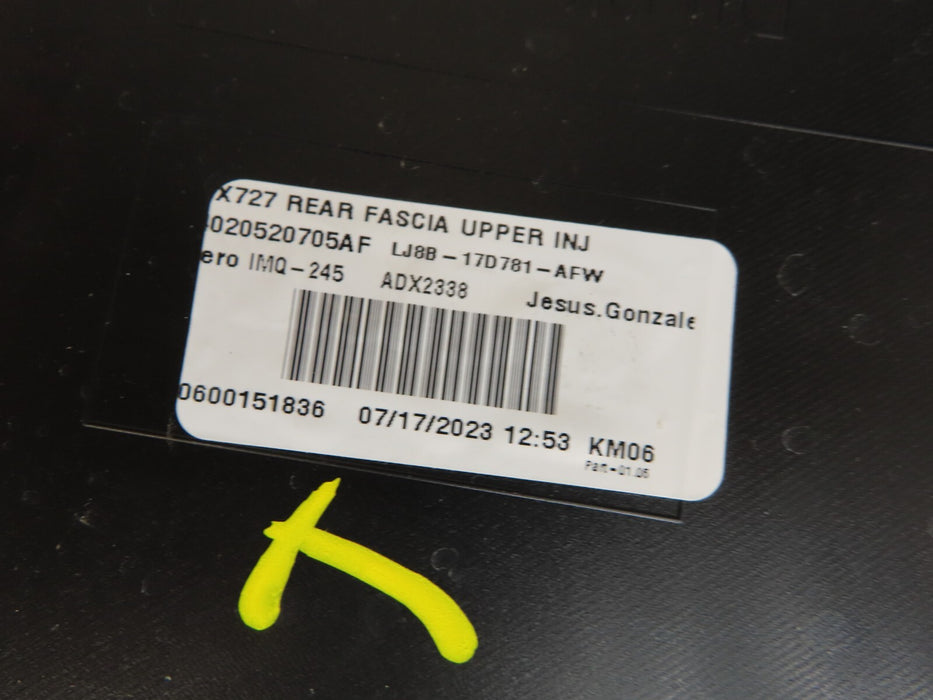 X727 REAR FASCIA UPPER INJ
020520705AF LJ8B-17D781-AFW
ero IMQ-245 ADX2338 Jesus.Gonzale
0600151836 07/17/2023 12:53 KM06
Part-01.05